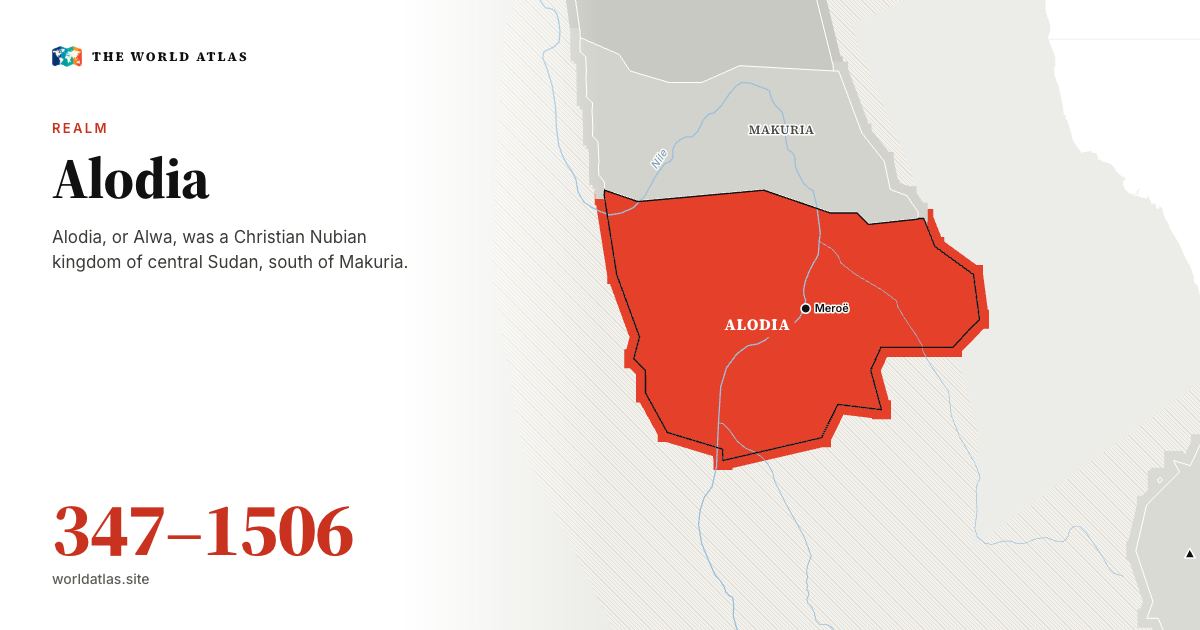 THE WORLD ATLAS
REALM
Alodia
Alodia, or Alwa, was a Christian Nubian
kingdom of central Sudan, south of Makuria.
347–1506
worldatlas.site
MAKURIA
Nile
Meroë
ALODIA